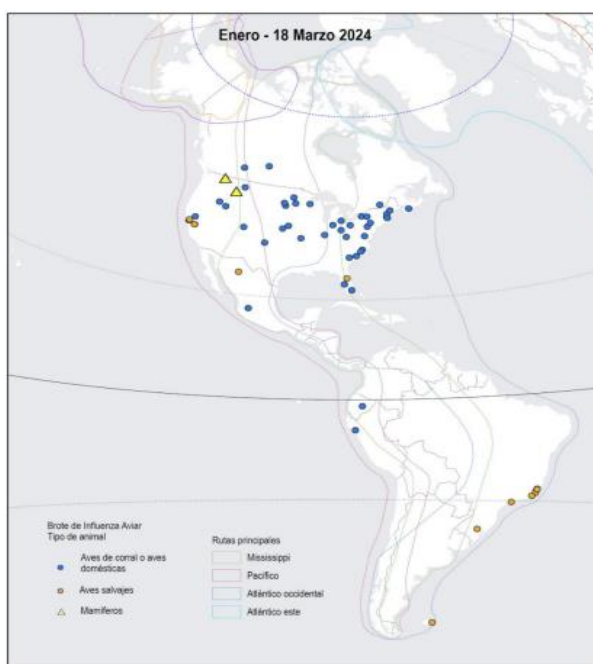 Enero - 18 Marzo 2024
Brote de Influenza Aviar
Tipo de animal
Aves de corral o aves
domésticas
Aves salvajes
Mamíferos
Rutas principales
Mississippi
Pacífico
Atlántico occidental
Atlántico este